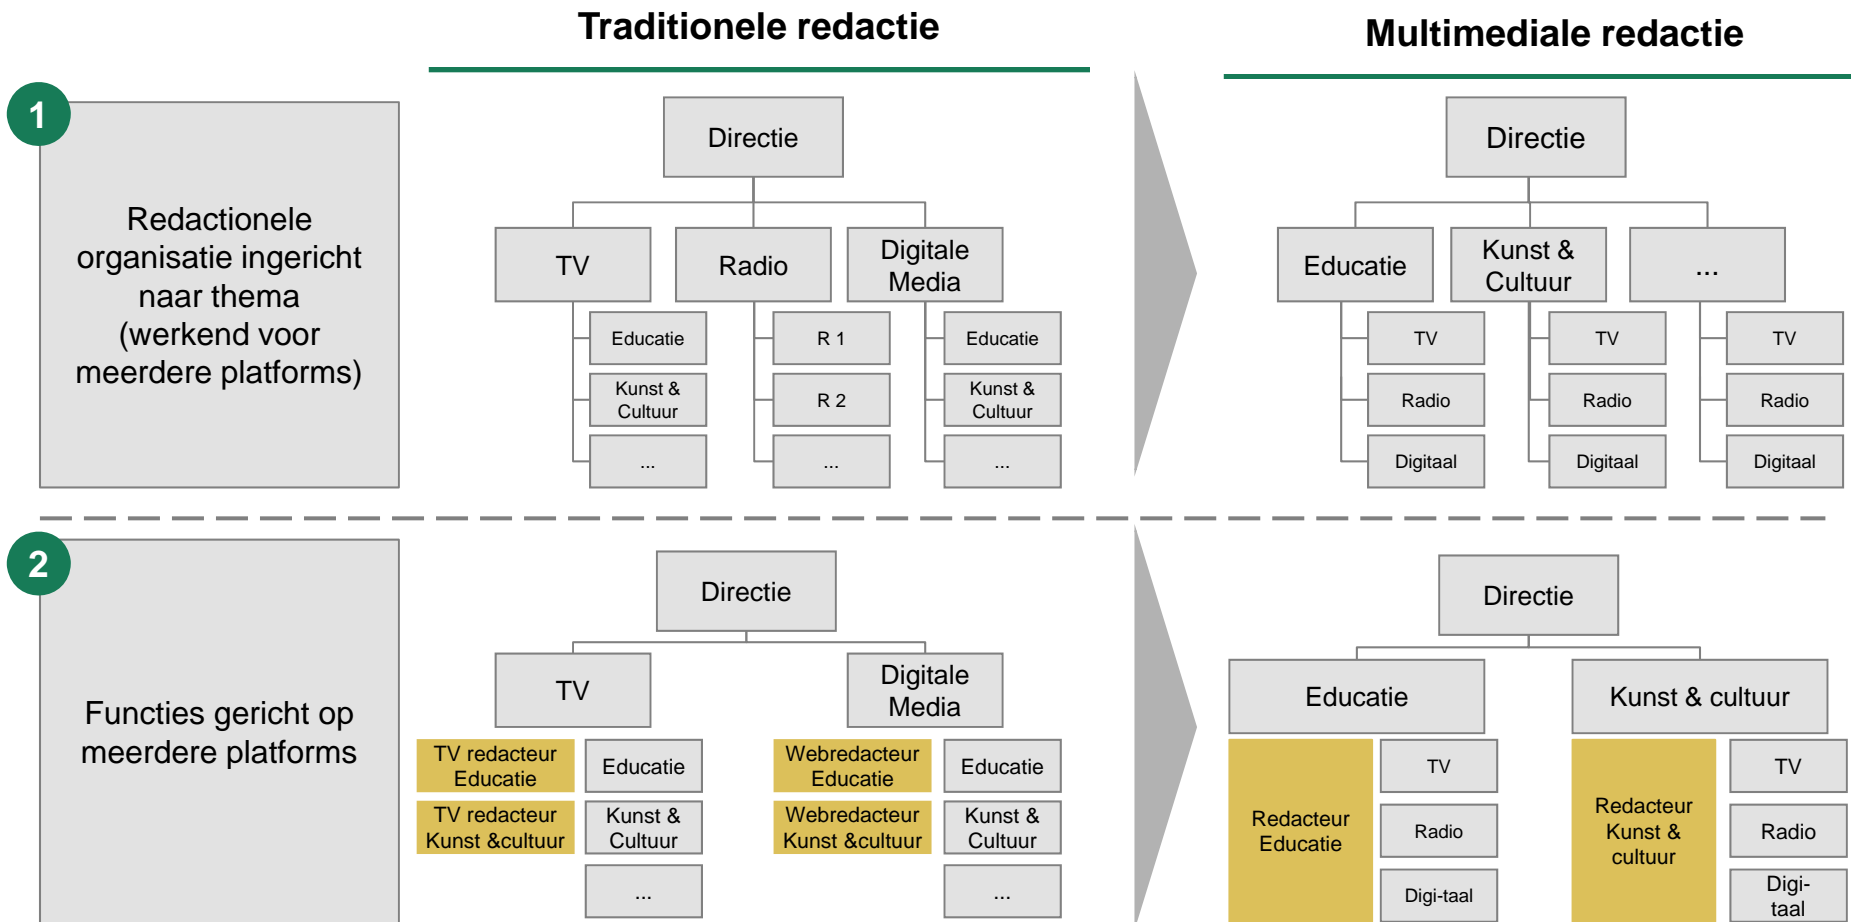 Traditionele redactie
Multimediale redactie
1
Redactionele
organisatie ingericht
naar thema
(werkend voor
meerdere platforms)
Directie
TV
Radio
Digitale
Media
Educatie
Kunst &
Cultuur
...
R 1
R 2
...
Educatie
Kunst &
Cultuur
...
Directie
Educatie
Kunst &
Cultuur
...
TV
Radio
Digitaal
TV
Radio
Digitaal
TV
Radio
Digitaal
2
Functies gericht op
meerdere platforms
Directie
TV
Digitale
Media
TV redacteur
Educatie
TV redacteur
Kunst &cultuur
Educatie
Kunst &
Cultuur
...
Webredacteur
Educatie
Webredacteur
Kunst &cultuur
Educatie
Kunst &
Cultuur
...
Directie
Educatie
Kunst & cultuur
Redacteur
Educatie
TV
Radio
Digi-taal
Redacteur
Kunst &
cultuur
TV
Radio
Digi-
taal